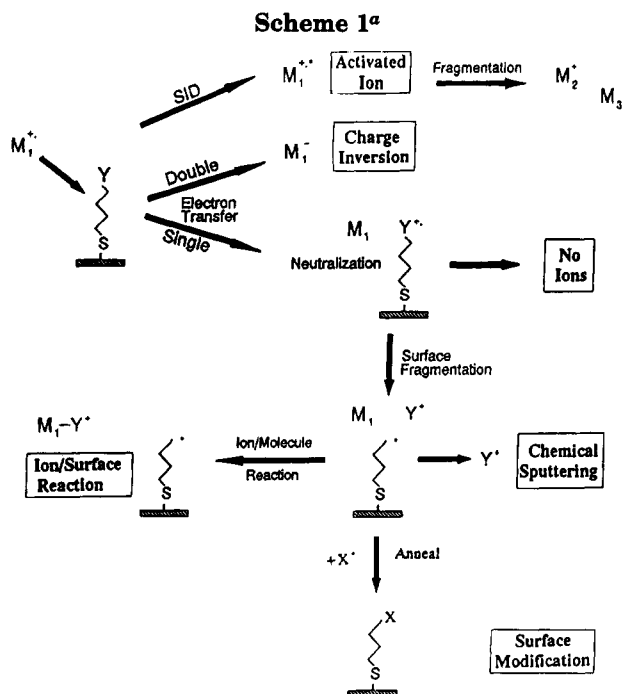 Scheme 1ᵃ
SID
M₁⁺·*
Activated
Ion
Fragmentation
M₂⁺
M₃
M₁⁺·
Y
S
Double
Electron
Transfer
Single
M₁⁻
Charge
Inversion
M₁
Y⁺·
Neutralization
S
No
Ions
Surface
Fragmentation
M₁–Y⁺
Ion/Surface
Reaction
·
S
Ion/Molecule
Reaction
M₁ Y⁺
·
S
Y⁺
Chemical
Sputtering
+X·
Anneal
X
S
Surface
Modification